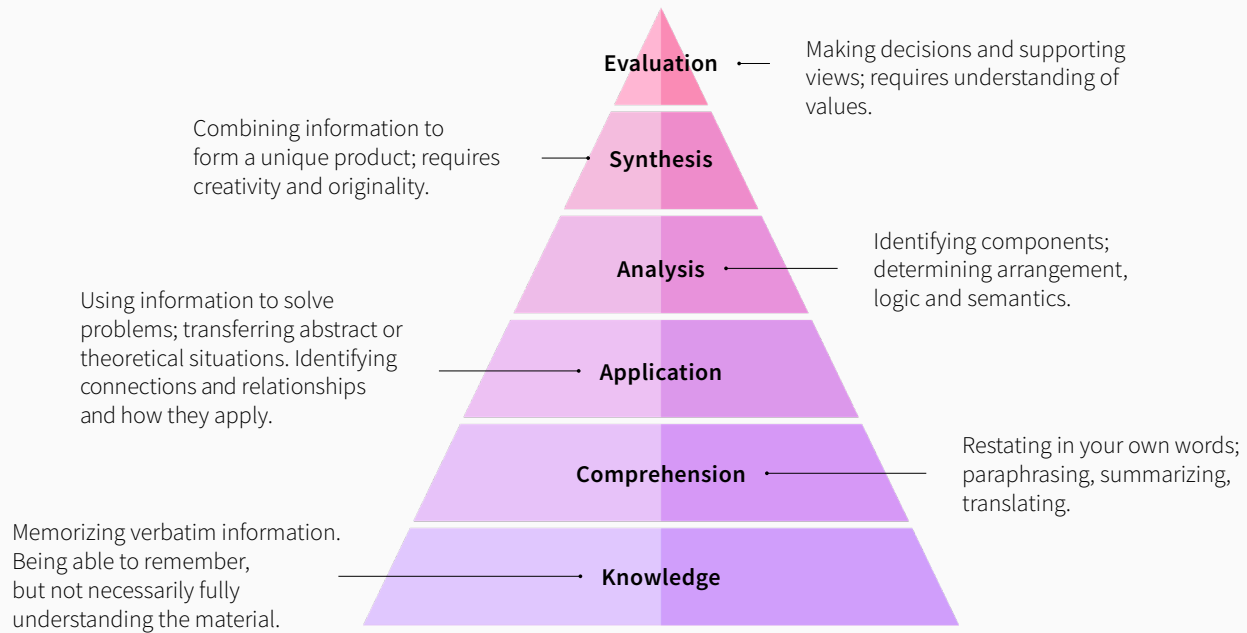 Evaluation
Making decisions and supporting
views; requires understanding of
values.
Combining information to
form a unique product; requires
creativity and originality.
Synthesis
Analysis
Identifying components;
determining arrangement,
logic and semantics.
Using information to solve
problems; transferring abstract or
theoretical situations. Identifying
connections and relationships
and how they apply.
Application
Comprehension
Restating in your own words;
paraphrasing, summarizing,
translating.
Memorizing verbatim information.
Being able to remember,
but not necessarily fully
understanding the material.
Knowledge